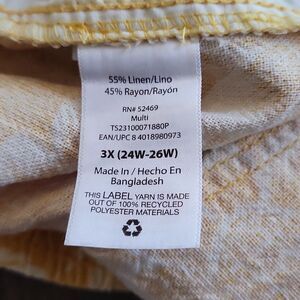 55% Linen/Lino
45% Rayon/Rayón
RN# 52469
Multi
TS23100071880P
EAN/UPC 8 4018980973
3X (24W-26W)
Made In / Hecho En
Bangladesh
THIS LABEL YARN IS MADE
OUT OF 100% RECYCLED
POLYESTER MATERIALS